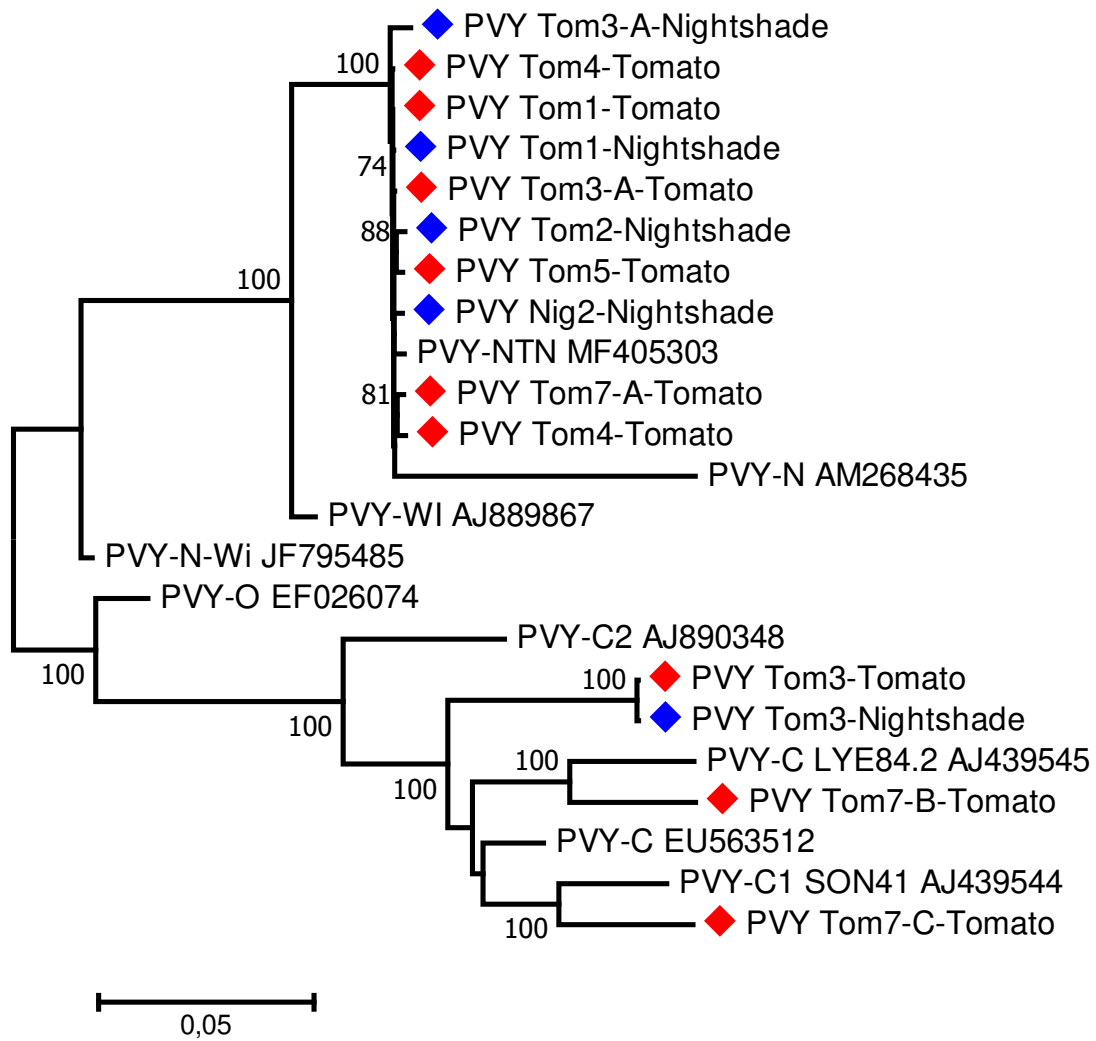 PVY Tom3-A-Nightshade
100
PVY Tom4-Tomato
PVY Tom1-Tomato
PVY Tom1-Nightshade
74
PVY Tom3-A-Tomato
88
PVY Tom2-Nightshade
PVY Tom5-Tomato
100
PVY Nig2-Nightshade
PVY-NTN MF405303
81
PVY Tom7-A-Tomato
PVY Tom4-Tomato
PVY-N AM268435
PVY-WI AJ889867
PVY-N-Wi JF795485
PVY-O EF026074
PVY-C2 AJ890348
100
100
PVY Tom3-Tomato
100
PVY Tom3-Nightshade
100
PVY-C LYE84.2 AJ439545
100
PVY Tom7-B-Tomato
PVY-C EU563512
PVY-C1 SON41 AJ439544
100
PVY Tom7-C-Tomato
0,05